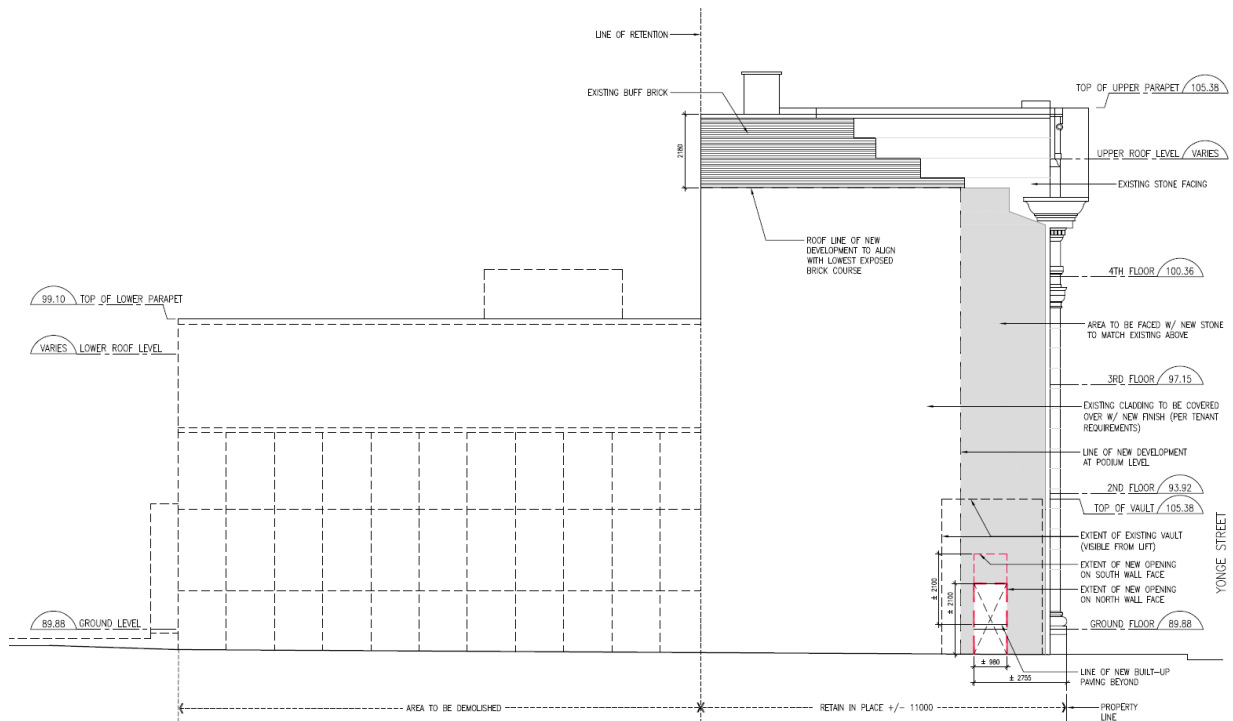 LINE OF RETENTION
EXISTING BUFF BRICK
TOP OF UPPER PARAPET 105.38
2180
UPPER ROOF LEVEL VARIES
EXISTING STONE FACING
ROOF LINE OF NEW
DEVELOPMENT TO ALIGN
WITH LOWEST EXPOSED
BRICK COURSE
4TH FLOOR 100.36
99.10 TOP OF LOWER PARAPET
AREA TO BE FACED W/ NEW STONE
TO MATCH EXISTING ABOVE
VARIES LOWER ROOF LEVEL
3RD FLOOR 97.15
EXISTING CLADDING TO BE COVERED
OVER W/ NEW FINISH (PER TENANT
REQUIREMENTS)
LINE OF NEW DEVELOPMENT
AT PODIUM LEVEL
2ND FLOOR 93.92
TOP OF VAULT 105.38
EXTENT OF EXISTING VAULT
(VISIBLE FROM LIFT)
YONGE STREET
EXTENT OF NEW OPENING
ON SOUTH WALL FACE
± 2100
± 2100
EXTENT OF NEW OPENING
ON NORTH WALL FACE
89.88 GROUND LEVEL
GROUND FLOOR 89.88
± 980
± 2755
LINE OF NEW BUILT-UP
PAVING BEYOND
AREA TO BE DEMOLISHED
RETAIN IN PLACE +/- 11000
PROPERTY
LINE